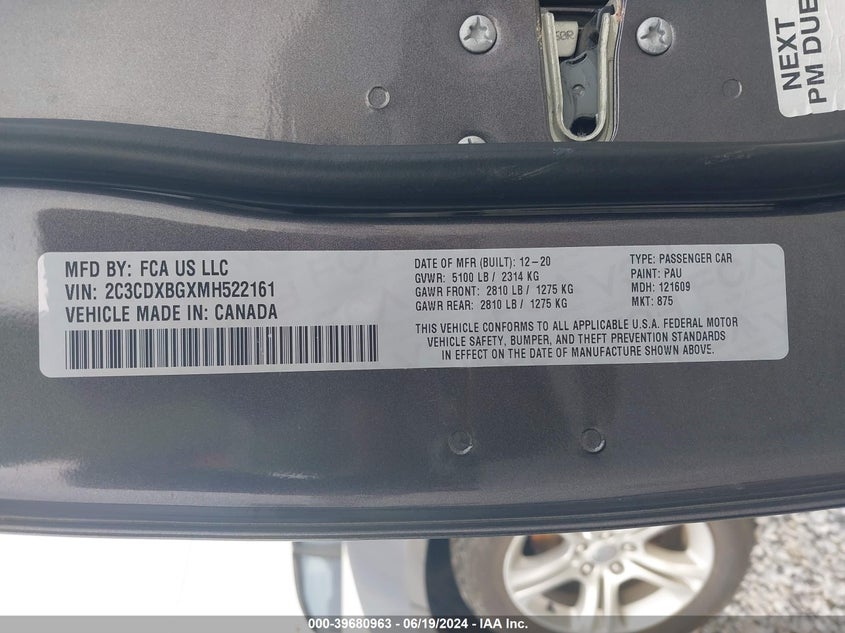 NEXT
PM DUE
MFD BY: FCA US LLC
VIN: 2C3CDXBGXMH522161
VEHICLE MADE IN: CANADA
DATE OF MFR (BUILT): 12-20
GVWR: 5100 LB / 2314 KG
GAWR FRONT: 2810 LB / 1275 KG
GAWR REAR: 2810 LB / 1275 KG
TYPE: PASSENGER CAR
PAINT: PAU
MDH: 121609
MKT: 875
THIS VEHICLE CONFORMS TO ALL APPLICABLE U.S.A. FEDERAL MOTOR
VEHICLE SAFETY, BUMPER, AND THEFT PREVENTION STANDARDS
IN EFFECT ON THE DATE OF MANUFACTURE SHOWN ABOVE.
000-39680963 - 06/19/2024 - IAA Inc.